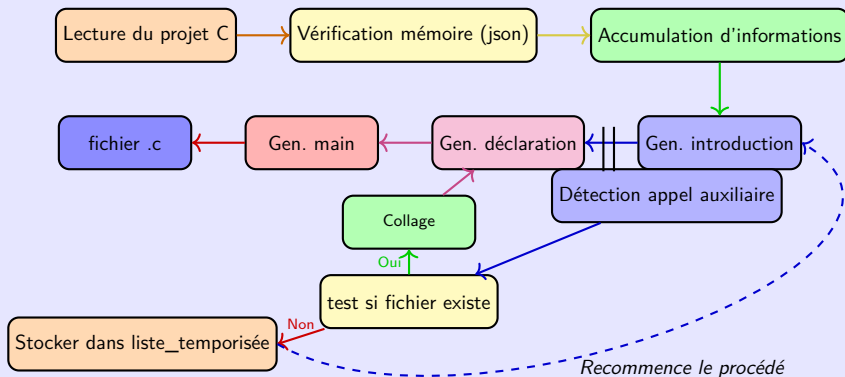 Lecture du projet C
Vérification mémoire (json)
Accumulation d'informations
fichier .c
Gen. main
Gen. déclaration
Gen. introduction
Détection appel auxiliaire
Collage
Oui
test si fichier existe
Non
Stocker dans liste_temporisée
Recommence le procédé